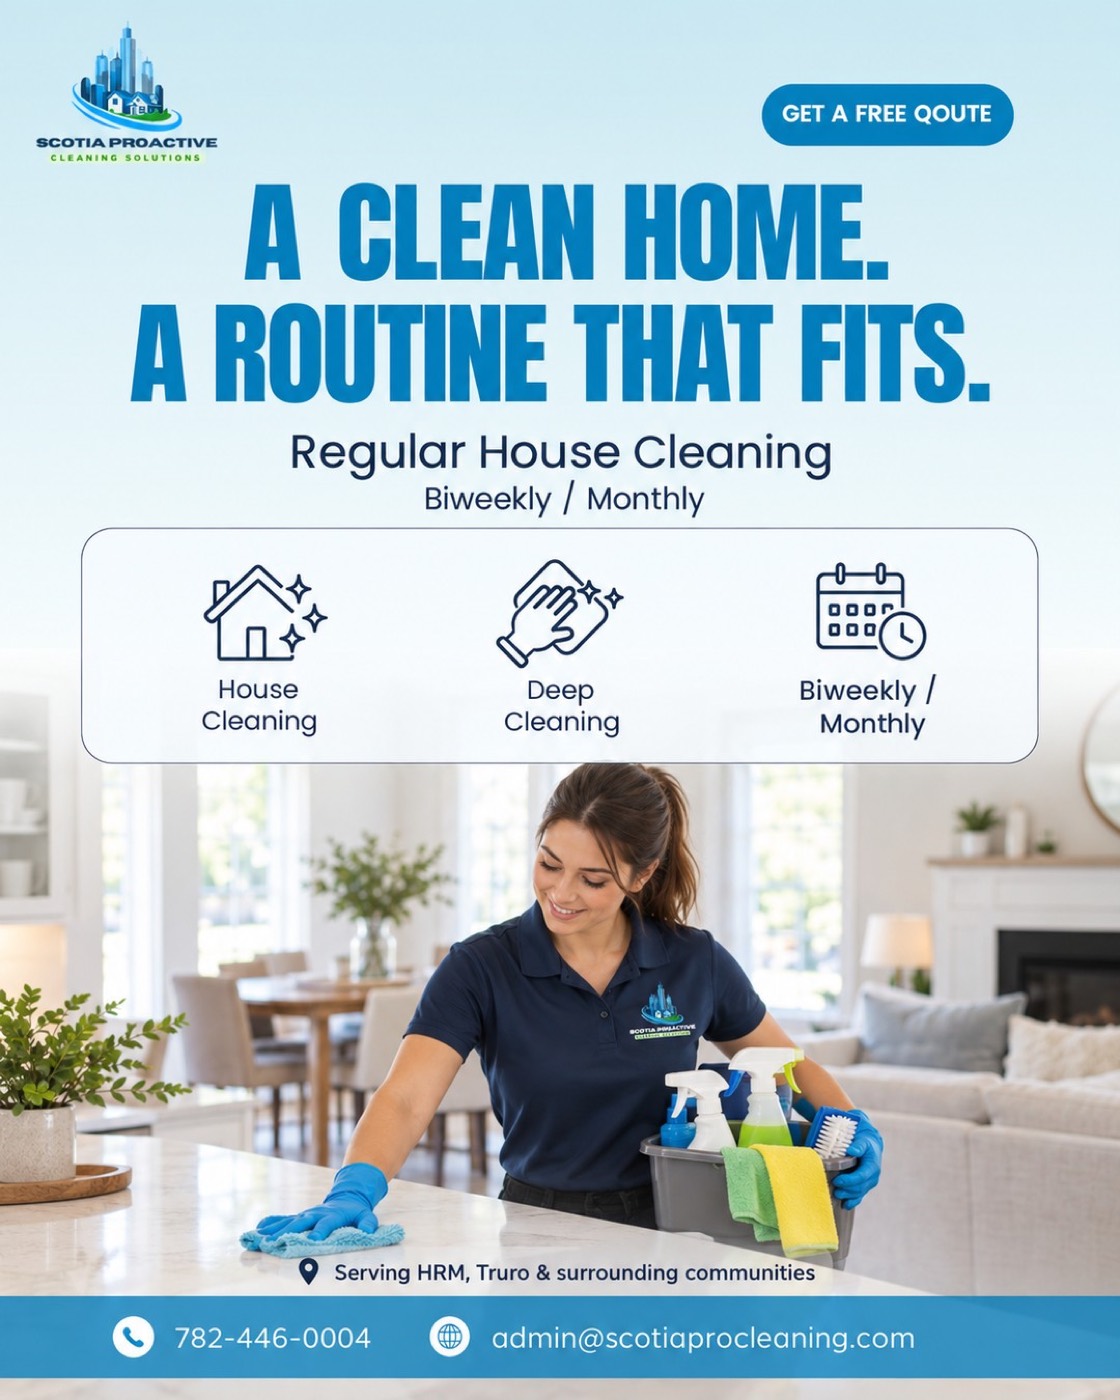 SCOTIA PROACTIVE
CLEANING SOLUTIONS
GET A FREE QOUTE
A CLEAN HOME.
A ROUTINE THAT FITS.
Regular House Cleaning
Biweekly / Monthly
House
Cleaning
Deep
Cleaning
Biweekly /
Monthly
SCOTIA PROACTIVE
Serving HRM, Truro & surrounding communities
782-446-0004
admin@scotiaprocleaning.com